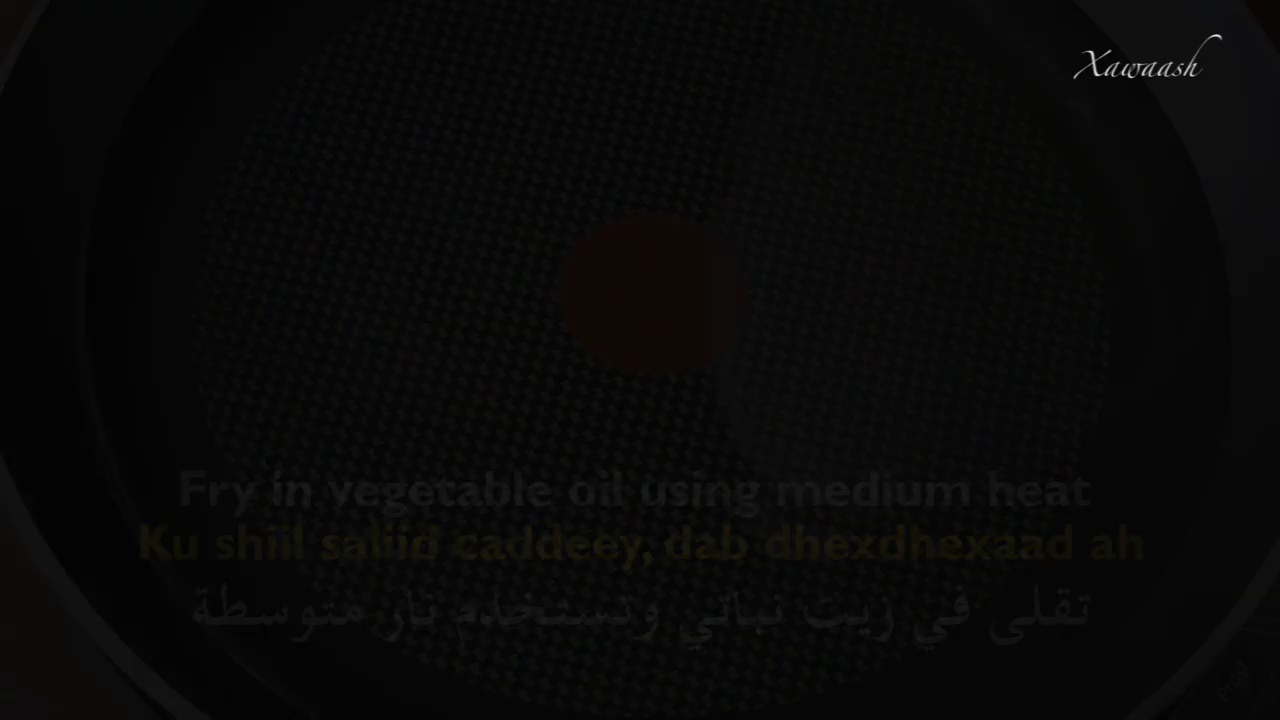 Xawaash
Fry in vegetable oil using medium heat
Ku shiil saliid caddeey, dab dhexdhexaad ah
تقلى في زيت نباتي وتستخدم نار متوسطة